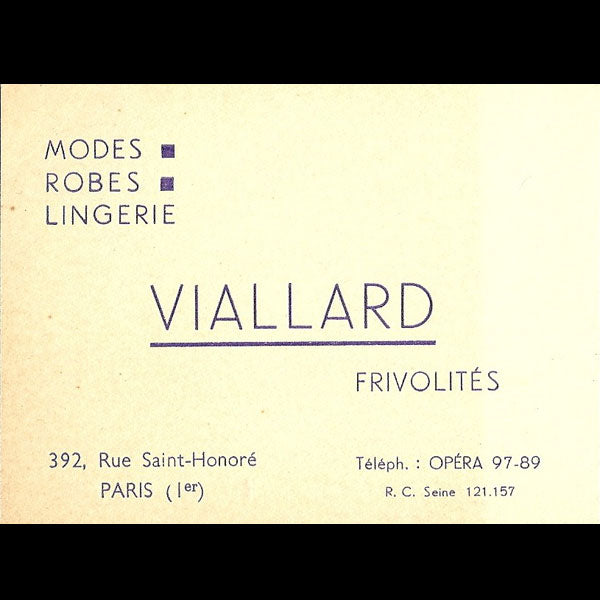 MODES ■
ROBES ■
LINGERIE
VIALLARD
FRIVOLITÉS
392, Rue Saint-Honoré
PARIS (1er)
Téléph. : OPÉRA 97-89
R. C. Seine 121.157